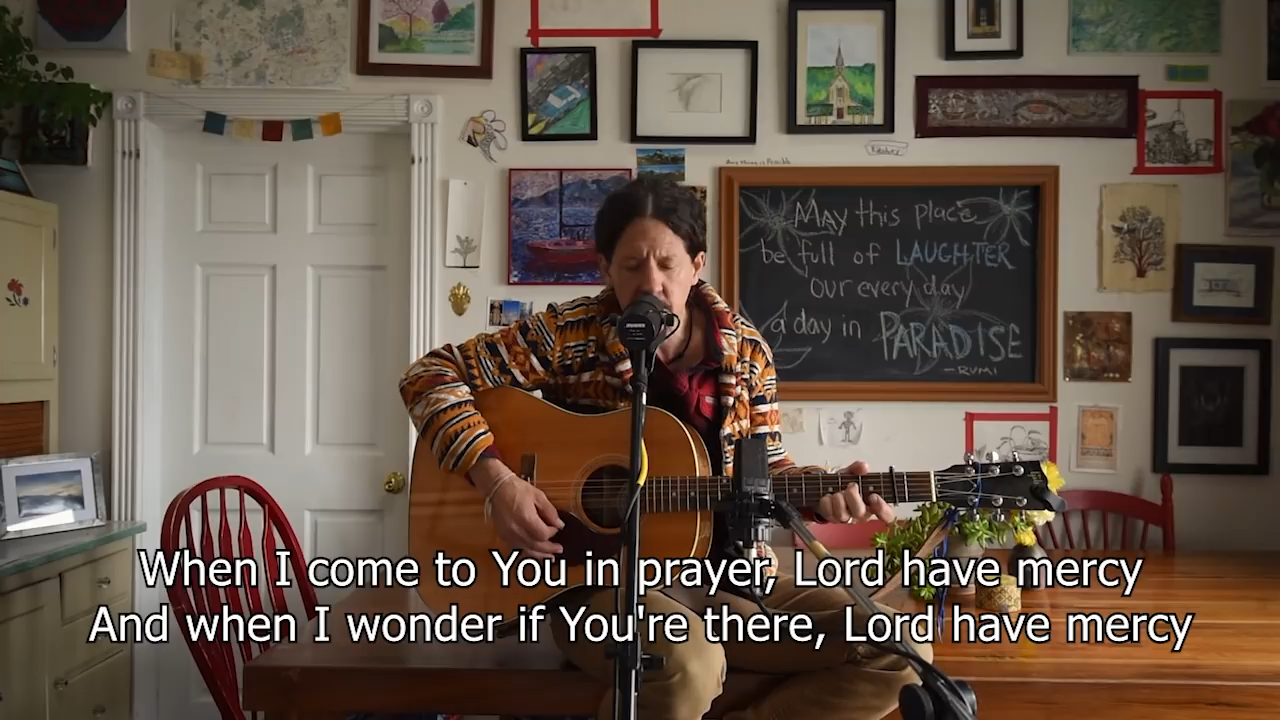 May this place
be full of LAUGHTER
our every day
a day in PARADISE
-RUMI
When I come to You in prayer, Lord have mercy
And when I wonder if You're there, Lord have mercy